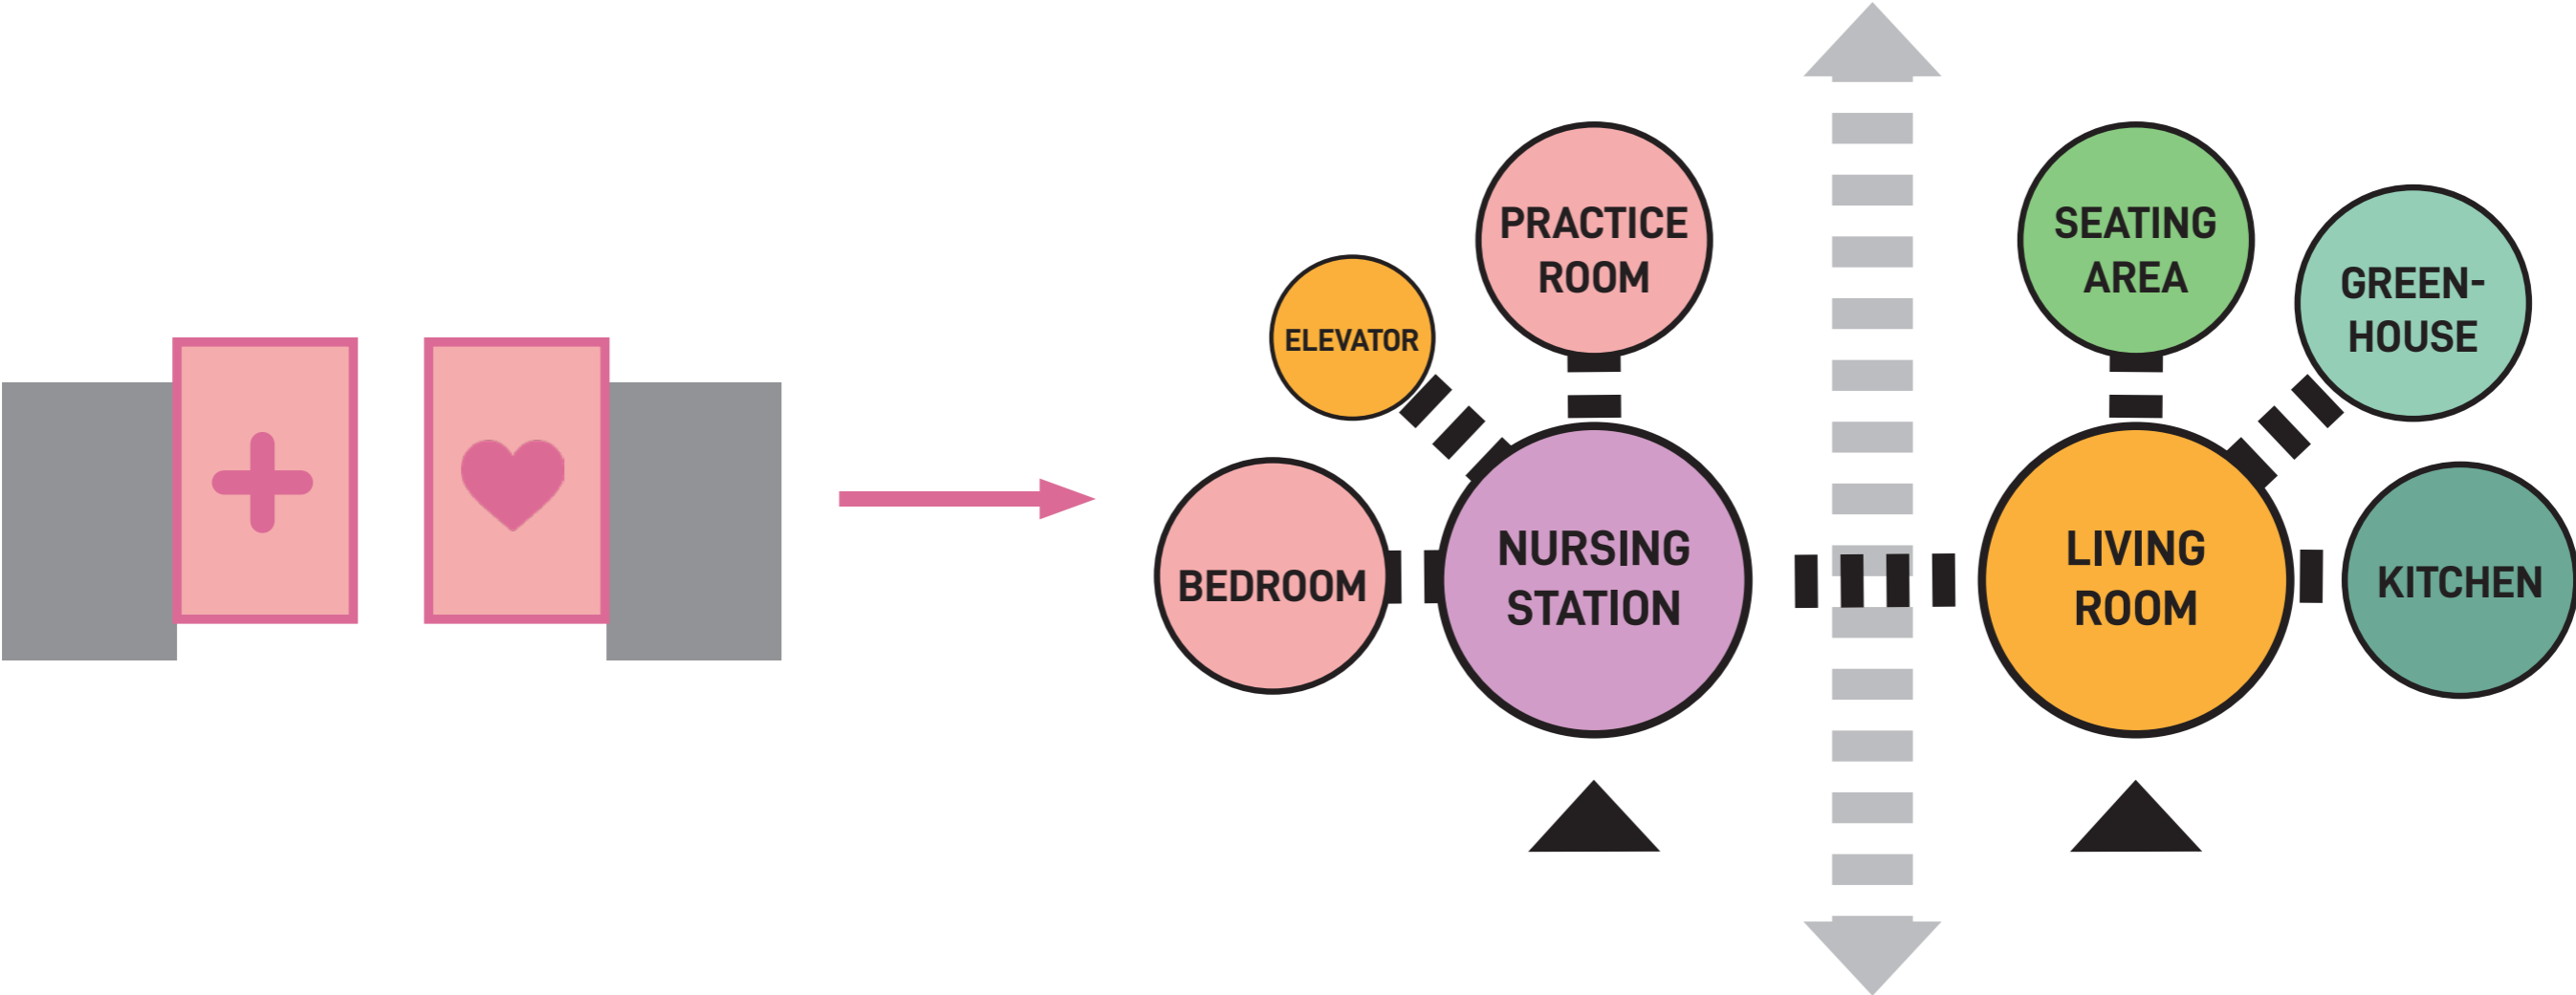 PRACTICE
ROOM
ELEVATOR
BEDROOM
NURSING
STATION
SEATING
AREA
GREEN-
HOUSE
LIVING
ROOM
KITCHEN